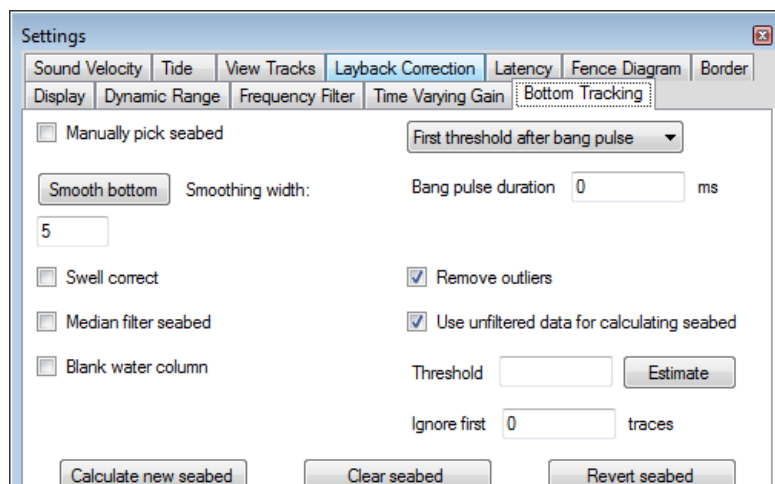 Settings
Sound Velocity Tide View Tracks Layback Correction Latency Fence Diagram Border
Display Dynamic Range Frequency Filter Time Varying Gain Bottom Tracking
Manually pick seabed First threshold after bang pulse
Smooth bottom Smoothing width: Bang pulse duration 0 ms
5
Swell correct Remove outliers
Median filter seabed Use unfiltered data for calculating seabed
Blank water column Threshold Estimate
Ignore first 0 traces
Calculate new seabed Clear seabed Revert seabed